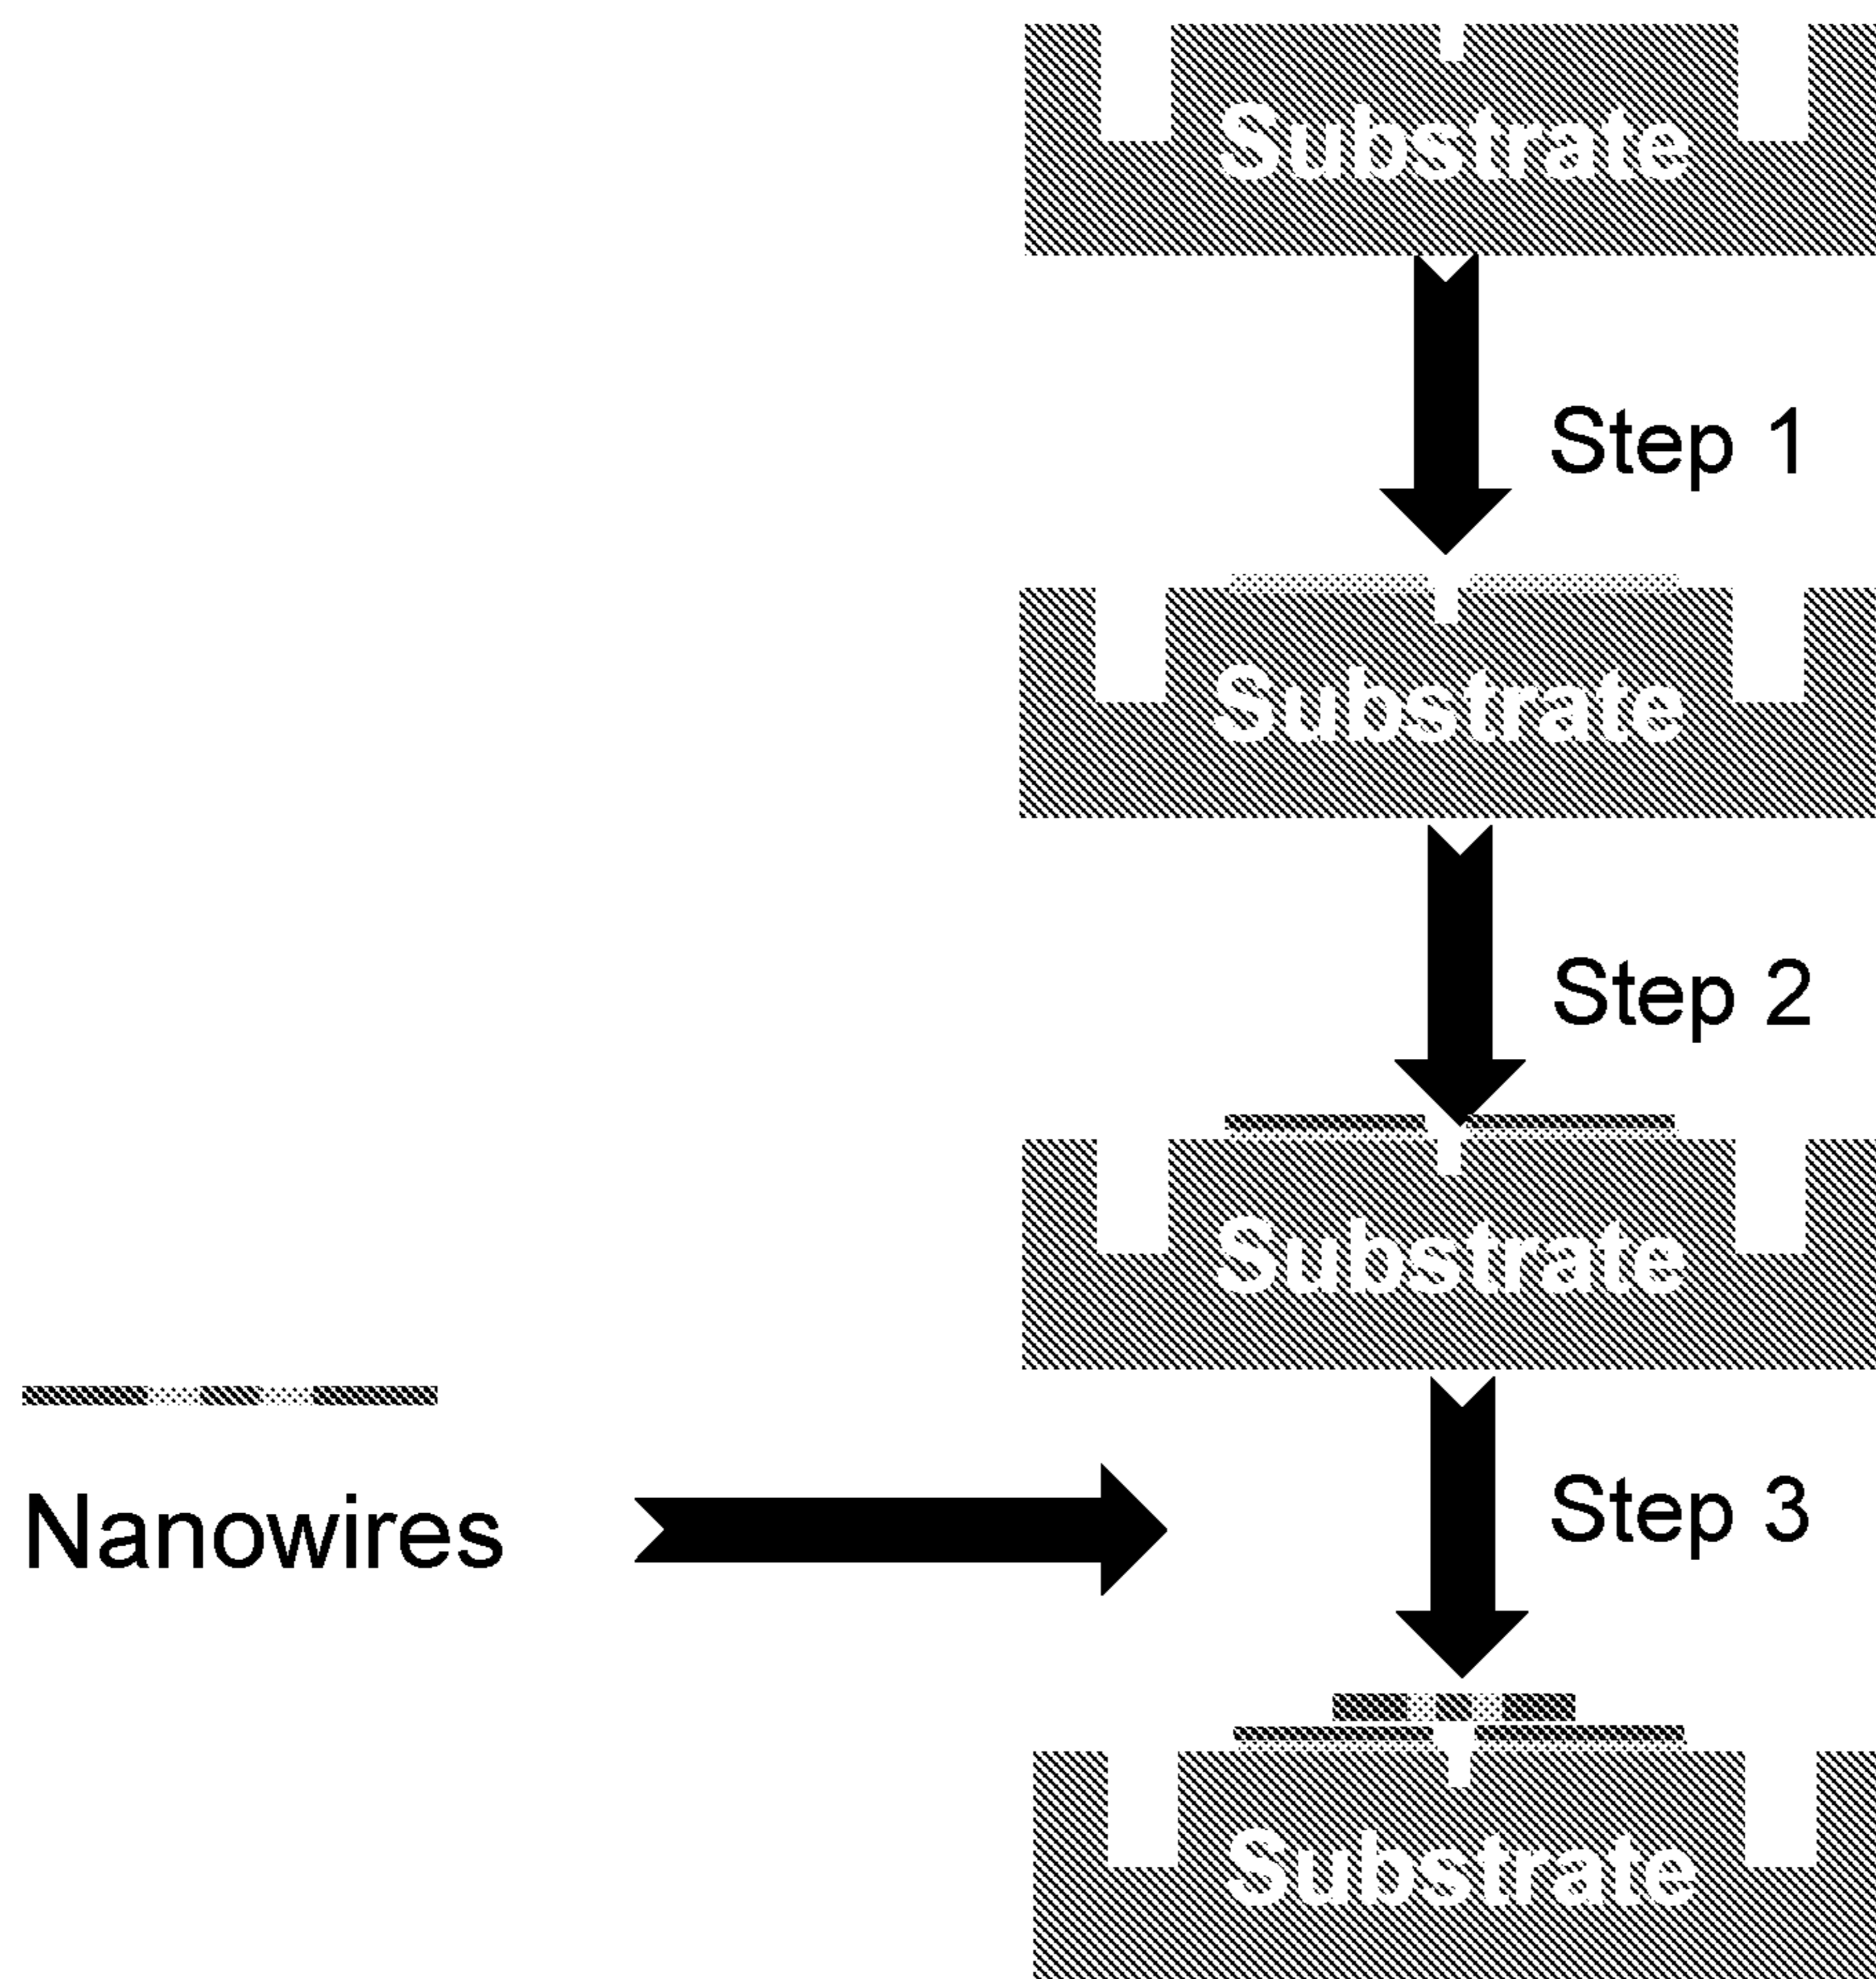 Substrate
Step 1
Substrate
Step 2
Substrate
Nanowires
Step 3
Substrate